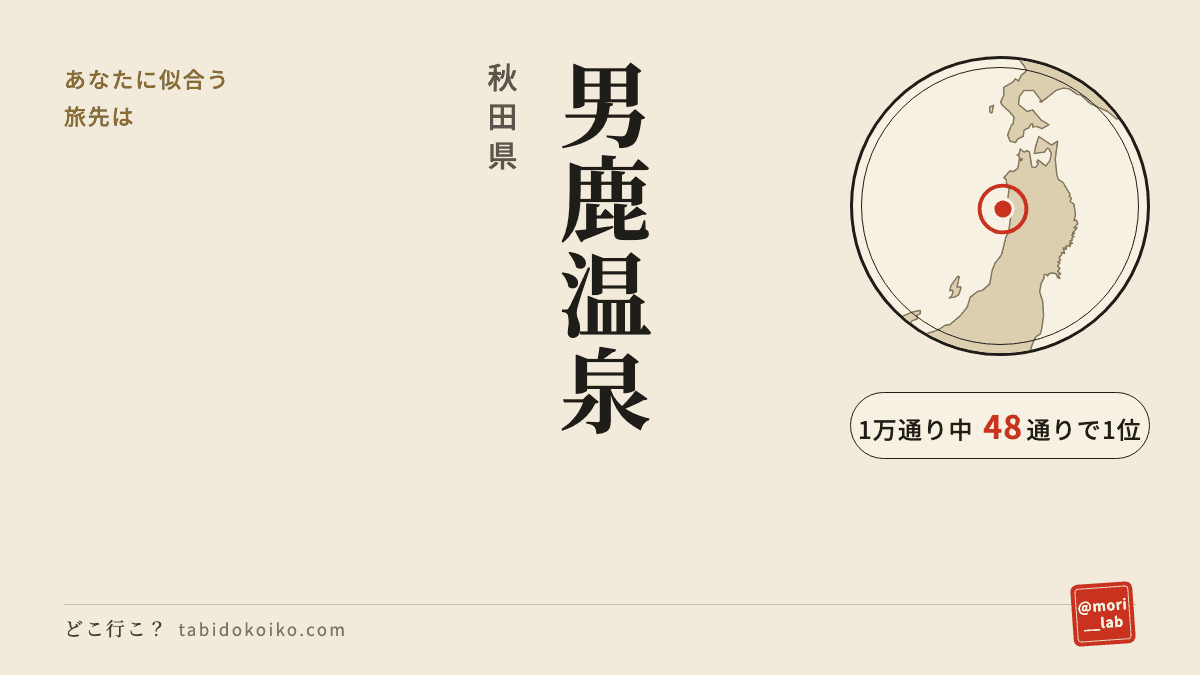 あなたに似合う
旅先は
秋田県
男鹿温泉
1万通り中 48通りで1位
どこ行こ？ tabidokoiko.com
@mori
__lab